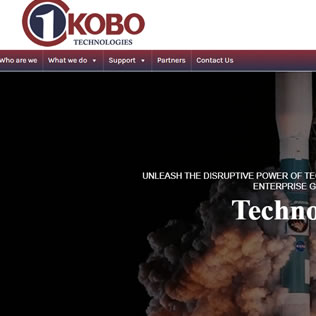 1
KOBO
TECHNOLOGIES
Who are we What we do Support Partners Contact Us
UNLEASH THE DISRUPTIVE POWER OF TE
ENTERPRISE G
Techno